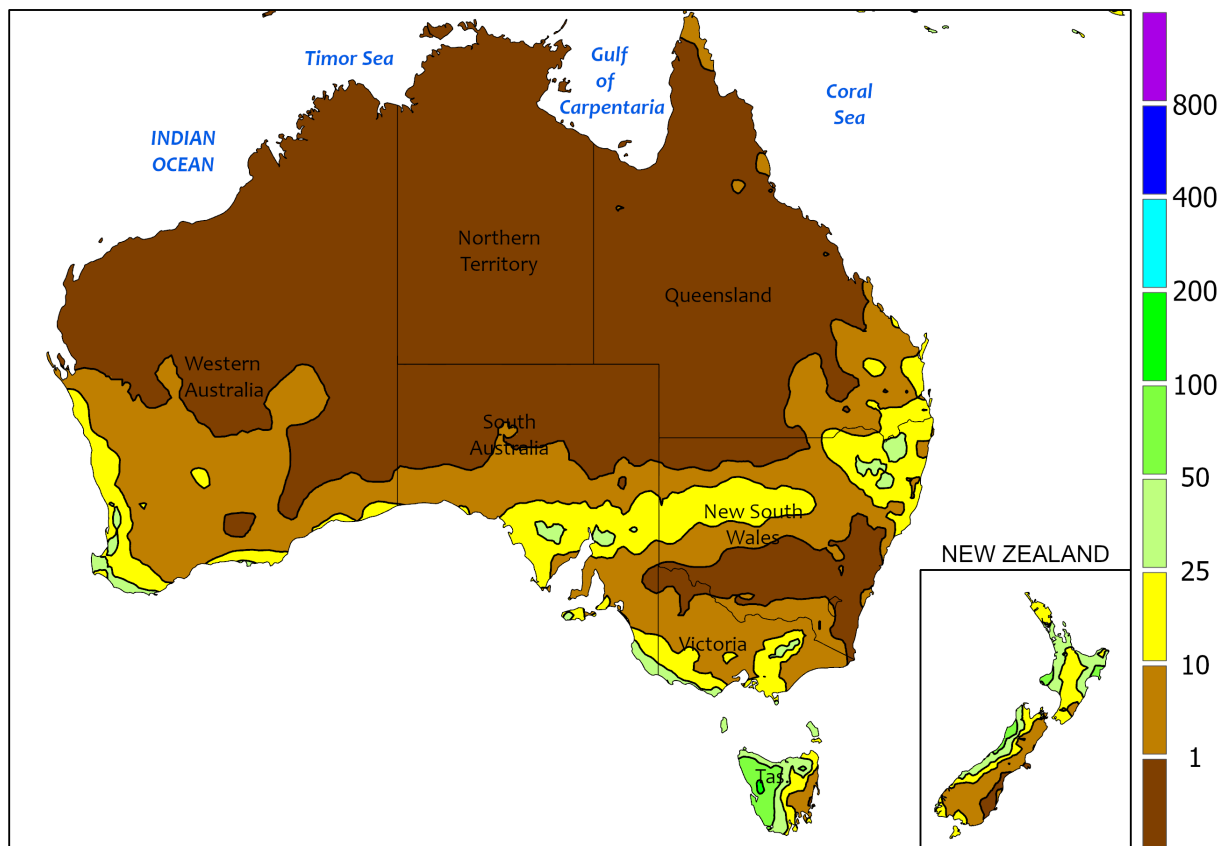 Timor Sea
Gulf
of
Carpentaria
Coral
Sea
INDIAN
OCEAN
Northern
Territory
Queensland
Western
Australia
South
Australia
New South
Wales
Victoria
Tas.
NEW ZEALAND
800
400
200
100
50
25
10
1